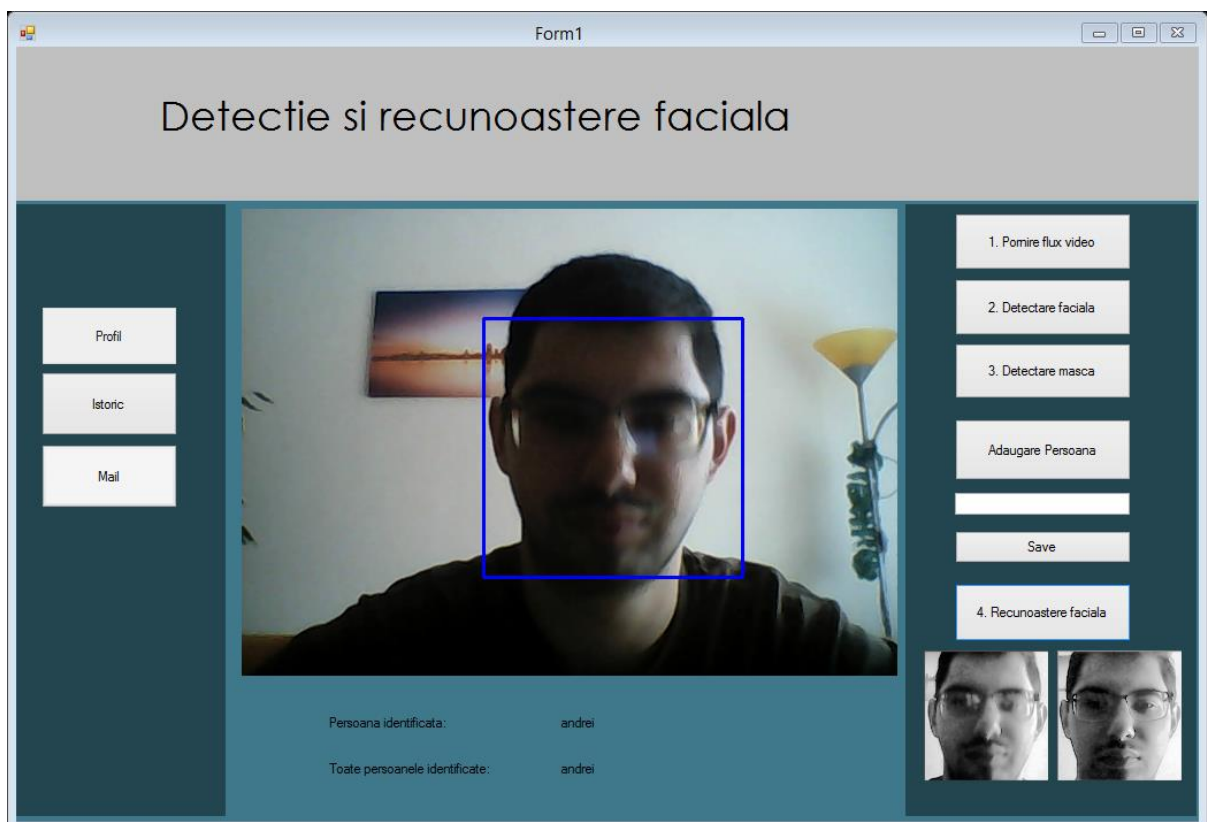 Form1
Detectie si recunoastere faciala
Profil
Istoric
Mail
1. Pornire flux video
2. Detectare faciala
3. Detectare masca
Adaugare Persoana
Save
4. Recunoastere faciala
Persoana identificata: andrei
Toate persoanele identificate: andrei